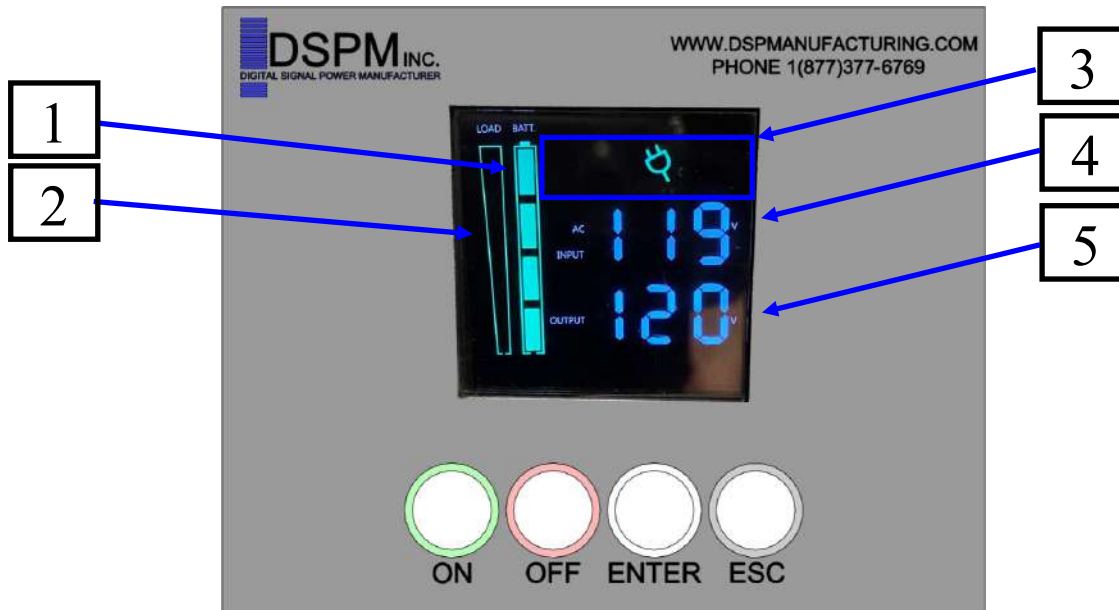 DSPM INC.
DIGITAL SIGNAL POWER MANUFACTURER
WWW.DSPMANUFACTURING.COM
PHONE 1(877)377-6769
1
2
3
4
5
LOAD BATT.
AC
INPUT
119 V
OUTPUT
120 V
ON OFF ENTER ESC